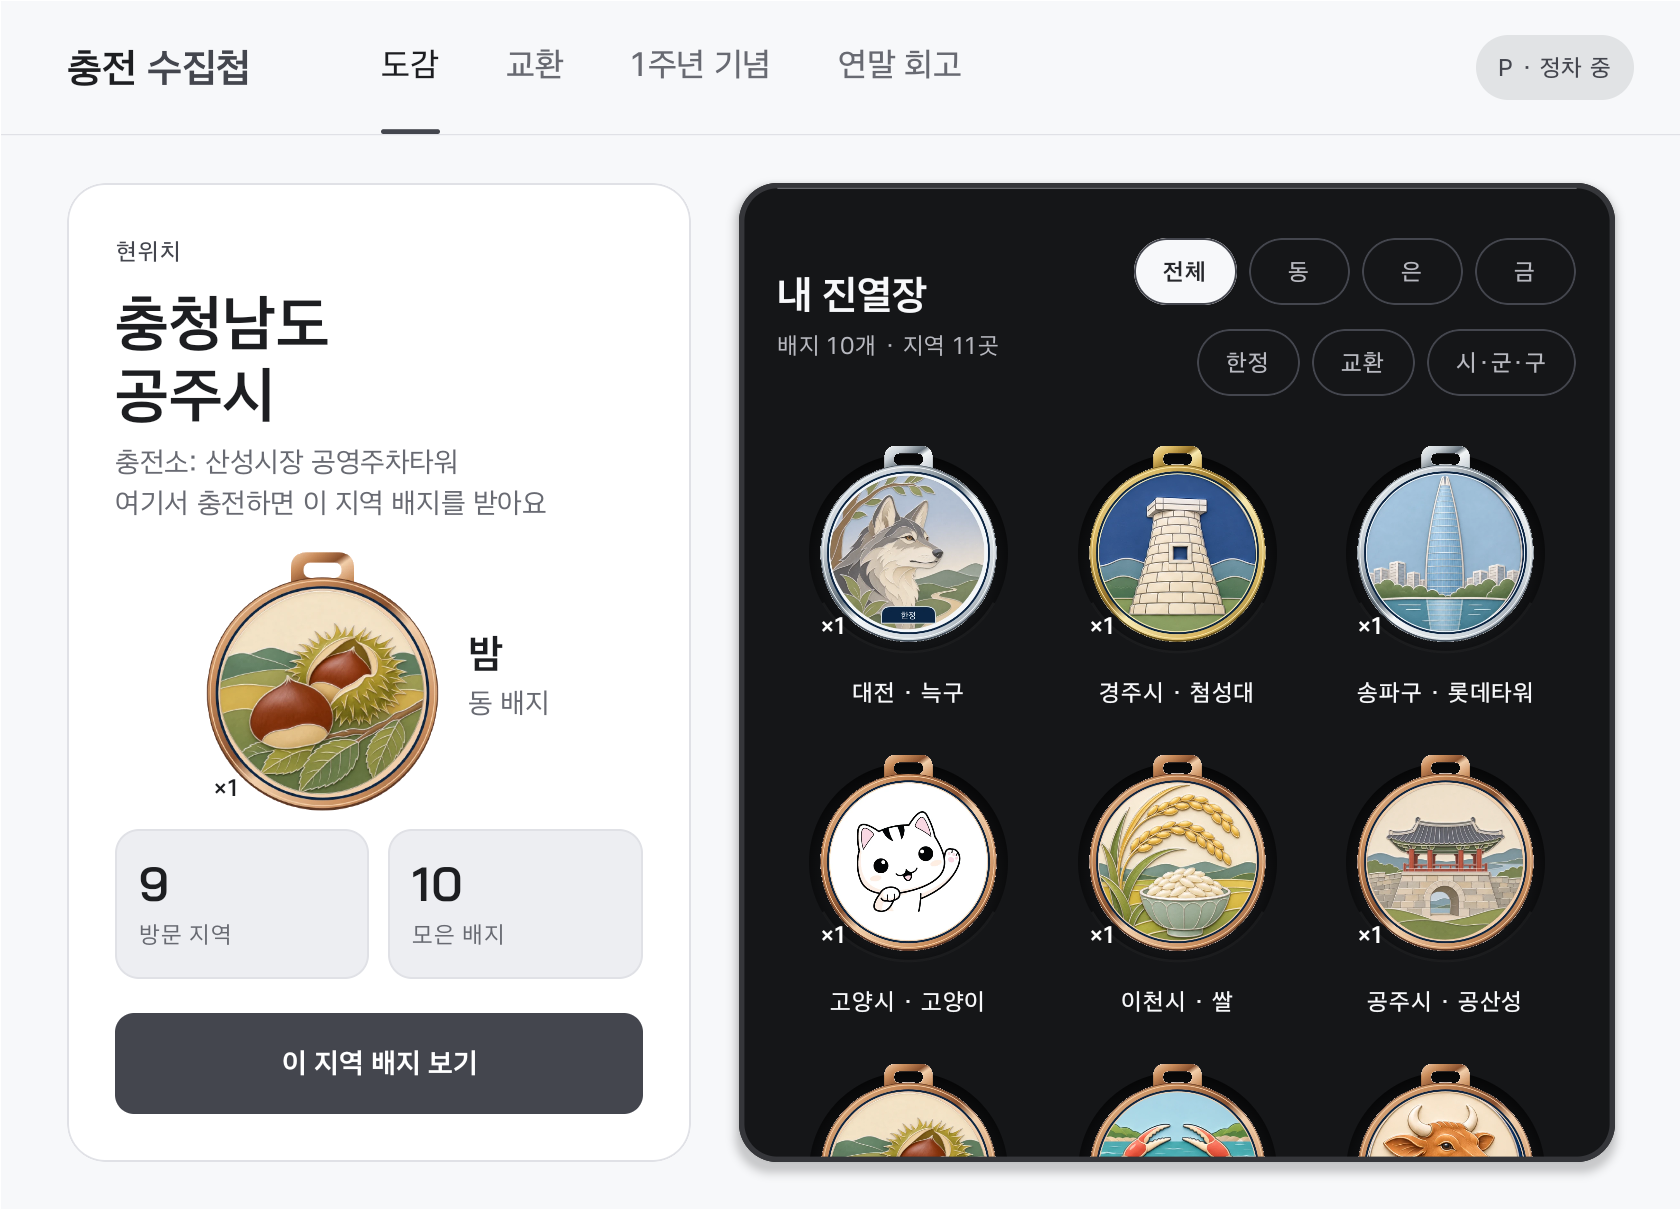 충전 수집첩
도감
교환
1주년 기념
연말 회고
P · 정차 중
현위치
충청남도
공주시
충전소: 산성시장 공영주차타워
여기서 충전하면 이 지역 배지를 받아요
×1
밤
동 배지
9
방문 지역
10
모은 배지
이 지역 배지 보기
내 진열장
배지 10개 · 지역 11곳
전체
동
은
금
한정
교환
시·군·구
한정
×1
×1
×1
대전 · 늑구
경주시 · 첨성대
송파구 · 롯데타워
×1
×1
×1
고양시 · 고양이
이천시 · 쌀
공주시 · 공산성